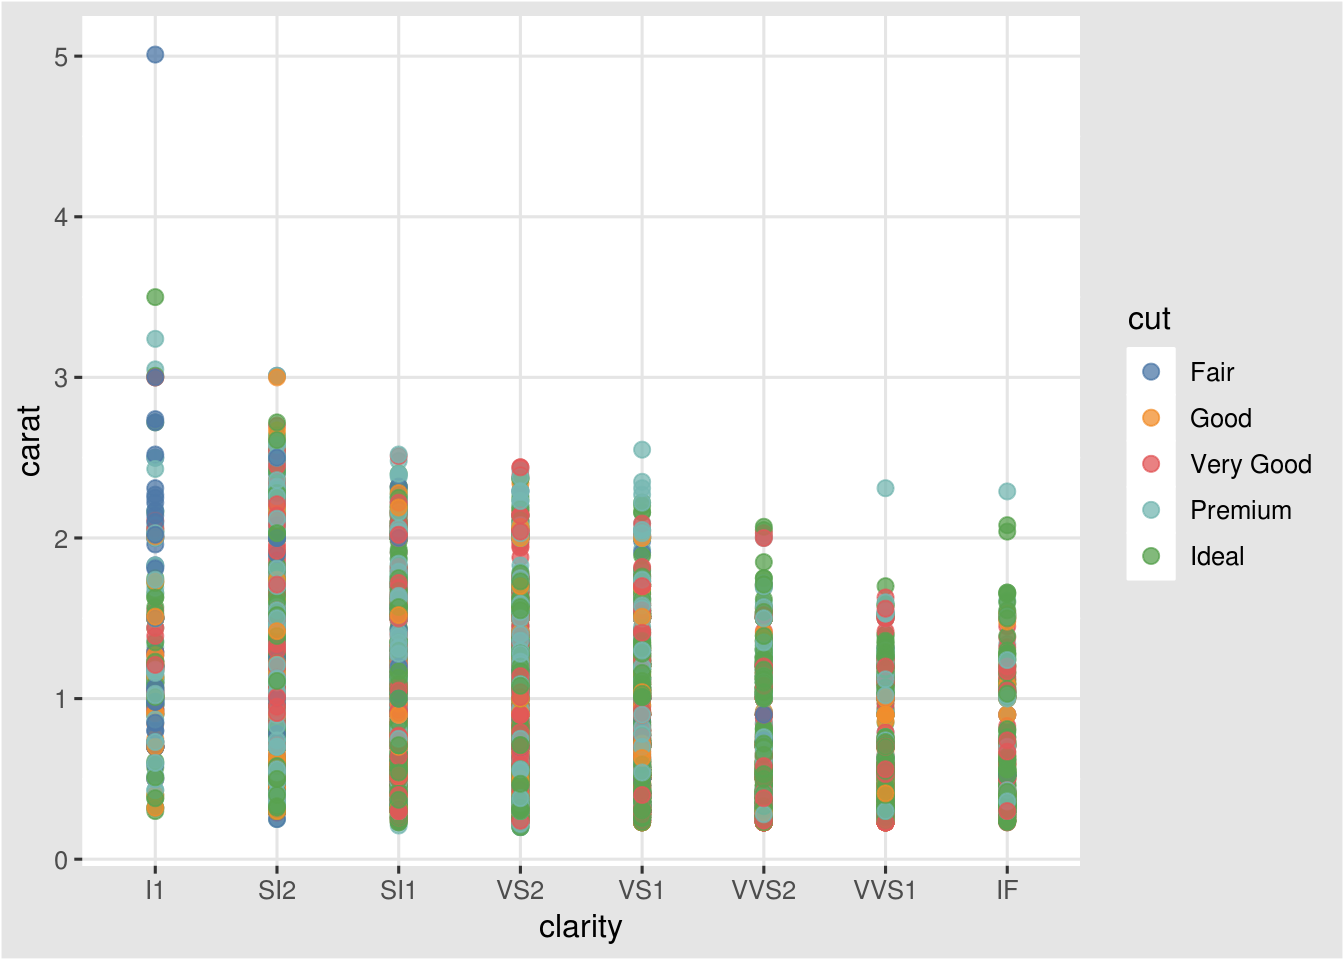 5
4
3
2
1
0
carat
I1 SI2 SI1 VS2 VS1 VVS2 VVS1 IF
clarity
cut
Fair
Good
Very Good
Premium
Ideal